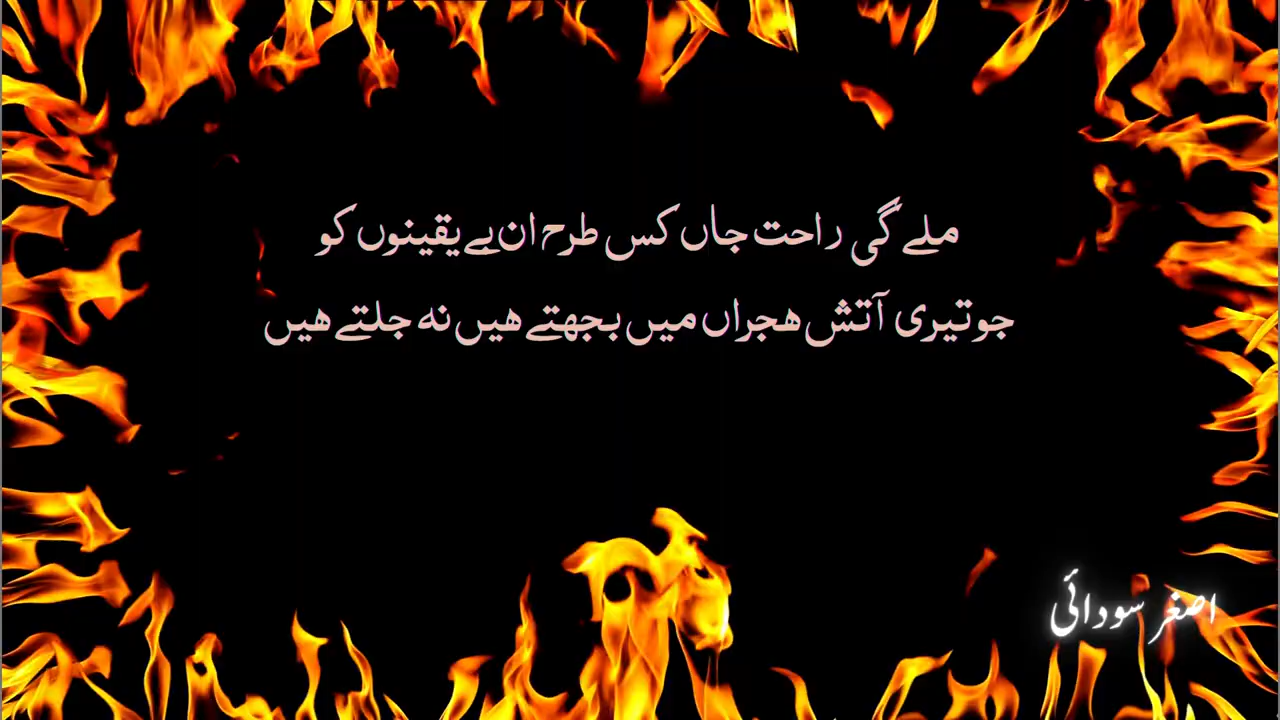 ملے گی راحت جاں کس طرح ان بے یقینوں کو
جو تیری آتش ھجراں میں بجھتے ھیں نہ جلتے ھیں
اصغر سودائی